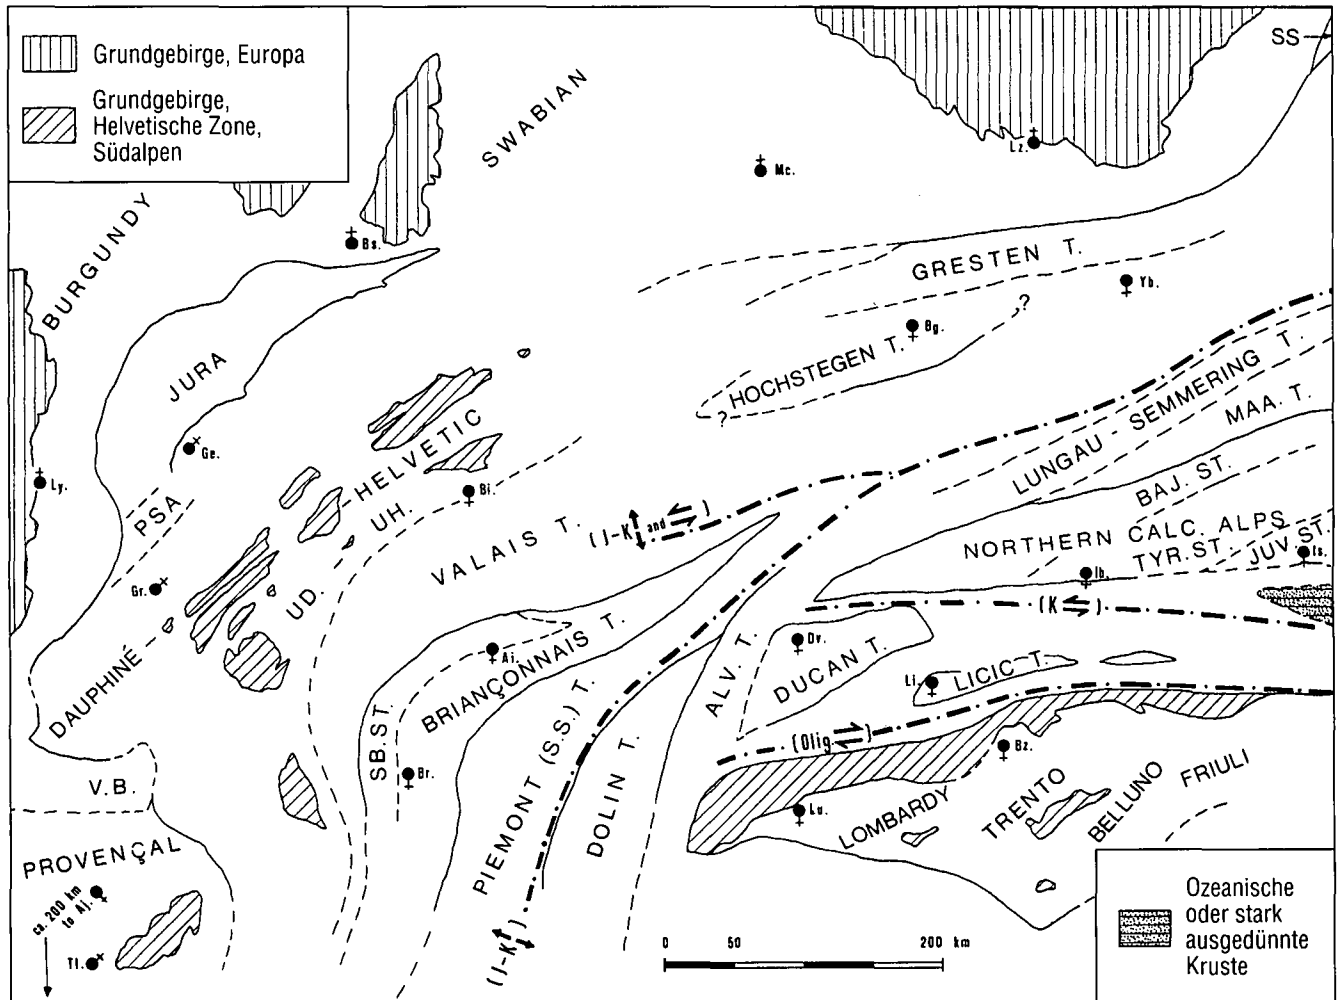 Grundgebirge, Europa
Grundgebirge,
Helvetische Zone,
Südalpen
SS
SWABIAN
BURGUNDY
Lz.
Mc.
Bs.
GRESTEN T.
Yb.
Bg.
?
HOCHSTEGEN T.
?
JURA
LUNGAU - SEMMERING T.
MAA. T.
Ge.
HELVETIC
Ly.
PSA
Bi.
UH.
BAJ. ST.
VALAIS T.
(J-K and )
NORTHERN CALC. ALPS
TYR. ST.
JUV. ST.
Is.
Gr.
Ib.
UD.
(K )
BRIANÇONNAIS T.
Ai.
ALV. T.
Dv.
DUCAN T.
DAUPHINÉ
Li.
LICIC T.
SB. ST.
PIEMONT (S.S.) T.
DOLIN T.
(Olig. )
Br.
Bz.
V.B.
Lu.
LOMBARDY
TRENTO
BELLUNO
FRIULI
PROVENÇAL
ca. 200 km
to Aj.
Tl.
(J-K )
0 50 200 km
Ozeanische
oder stark
ausgedünnte
Kruste